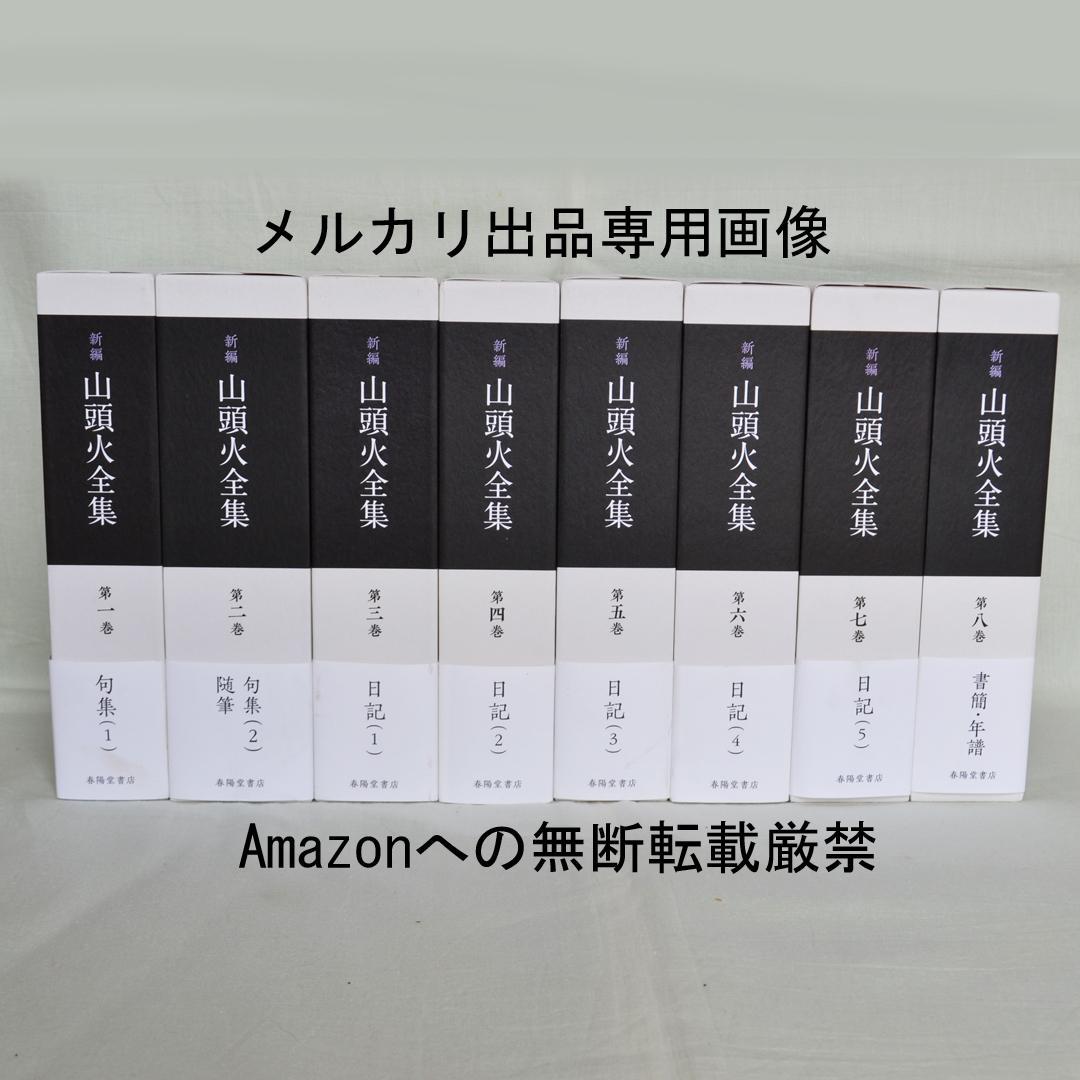 メルカリ出品専用画像
新編 山頭火全集
第一巻
句集(1)
春陽堂書店
新編 山頭火全集
第二巻
句集(2)
随筆
春陽堂書店
新編 山頭火全集
第三巻
日記(1)
春陽堂書店
新編 山頭火全集
第四巻
日記(2)
春陽堂書店
新編 山頭火全集
第五巻
日記(3)
春陽堂書店
新編 山頭火全集
第六巻
日記(4)
春陽堂書店
新編 山頭火全集
第七巻
日記(5)
春陽堂書店
新編 山頭火全集
第八巻
書簡・年譜
春陽堂書店
Amazonへの無断転載厳禁